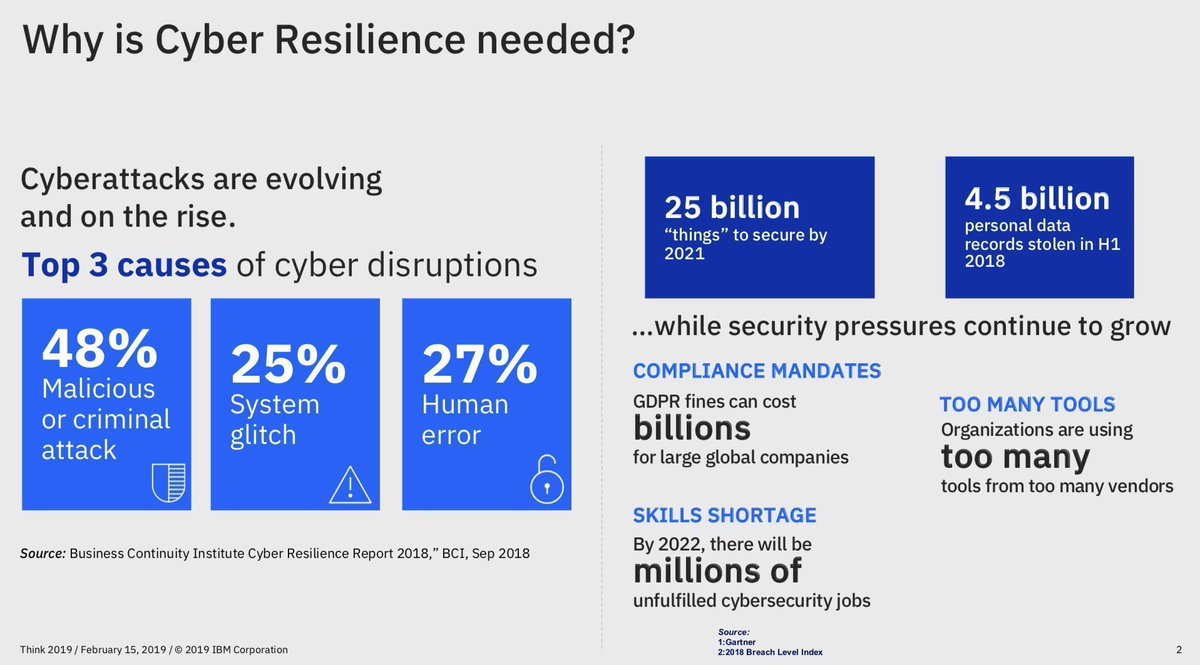 Why is Cyber Resilience needed?
Cyberattacks are evolving
and on the rise.
Top 3 causes of cyber disruptions
48%
Malicious
or criminal
attack
25%
System
glitch
27%
Human
error
Source: Business Continuity Institute Cyber Resilience Report 2018,” BCI, Sep 2018
25 billion
“things” to secure by
2021
4.5 billion
personal data
records stolen in H1
2018
...while security pressures continue to grow
COMPLIANCE MANDATES
GDPR fines can cost
billions
for large global companies
TOO MANY TOOLS
Organizations are using
too many
tools from too many vendors
SKILLS SHORTAGE
By 2022, there will be
millions of
unfulfilled cybersecurity jobs
Source:
1:Gartner
2:2018 Breach Level Index
Think 2019 / February 15, 2019 / © 2019 IBM Corporation
2